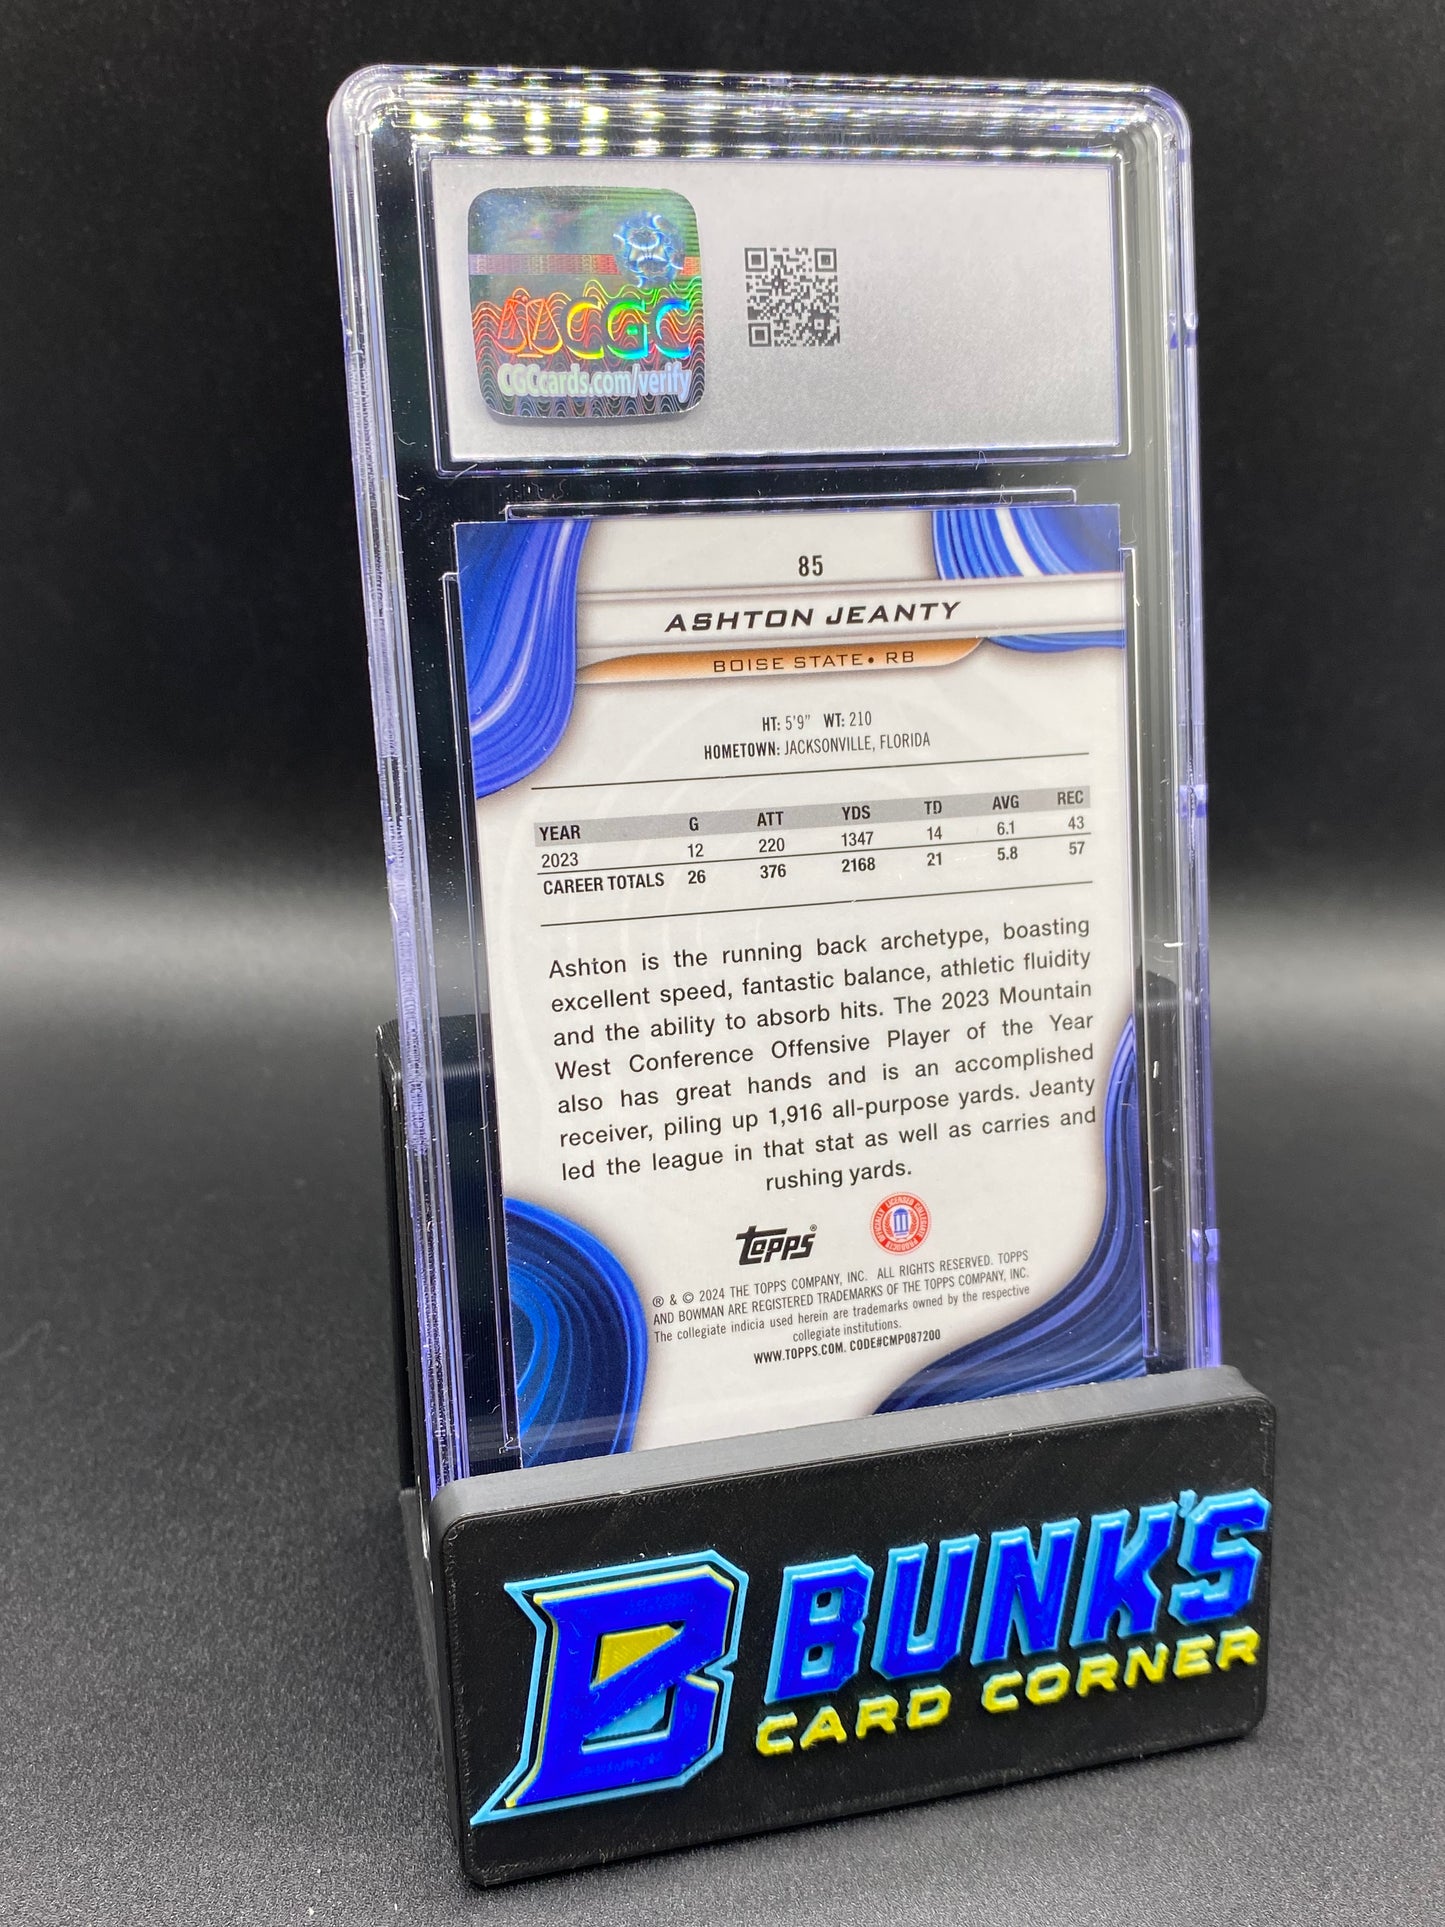 CGC
CGCcards.com/verify
85
ASHTON JEANTY
BOISE STATE • RB
HT: 5'9" WT: 210
HOMETOWN: JACKSONVILLE, FLORIDA
YEAR G ATT YDS TD AVG REC
2023 12 220 1347 14 6.1 43
CAREER TOTALS 26 376 2168 21 5.8 57
Ashton is the running back archetype, boasting
excellent speed, fantastic balance, athletic fluidity
and the ability to absorb hits. The 2023 Mountain
West Conference Offensive Player of the Year
also has great hands and is an accomplished
receiver, piling up 1,916 all-purpose yards. Jeanty
led the league in that stat as well as carries and
rushing yards.
Topps®
OFFICIALLY LICENSED COLLEGIATE PRODUCTS
® & © 2024 THE TOPPS COMPANY, INC. ALL RIGHTS RESERVED. TOPPS
AND BOWMAN ARE REGISTERED TRADEMARKS OF THE TOPPS COMPANY, INC.
The collegiate indicia used herein are trademarks owned by the respective
collegiate institutions.
WWW.TOPPS.COM. CODE#CMP087200
B BUNK'S
CARD CORNER